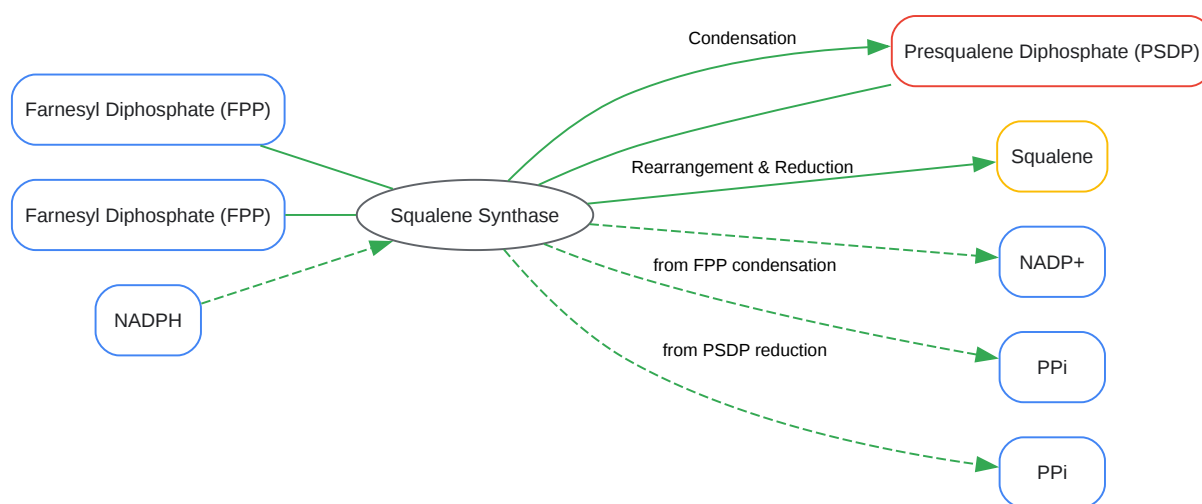 Condensation
Presqualene Diphosphate (PSDP)
Farnesyl Diphosphate (FPP)
Rearrangement & Reduction
Squalene
Farnesyl Diphosphate (FPP)
Squalene Synthase
from FPP condensation
NADP+
NADPH
from PSDP reduction
PPi
PPi